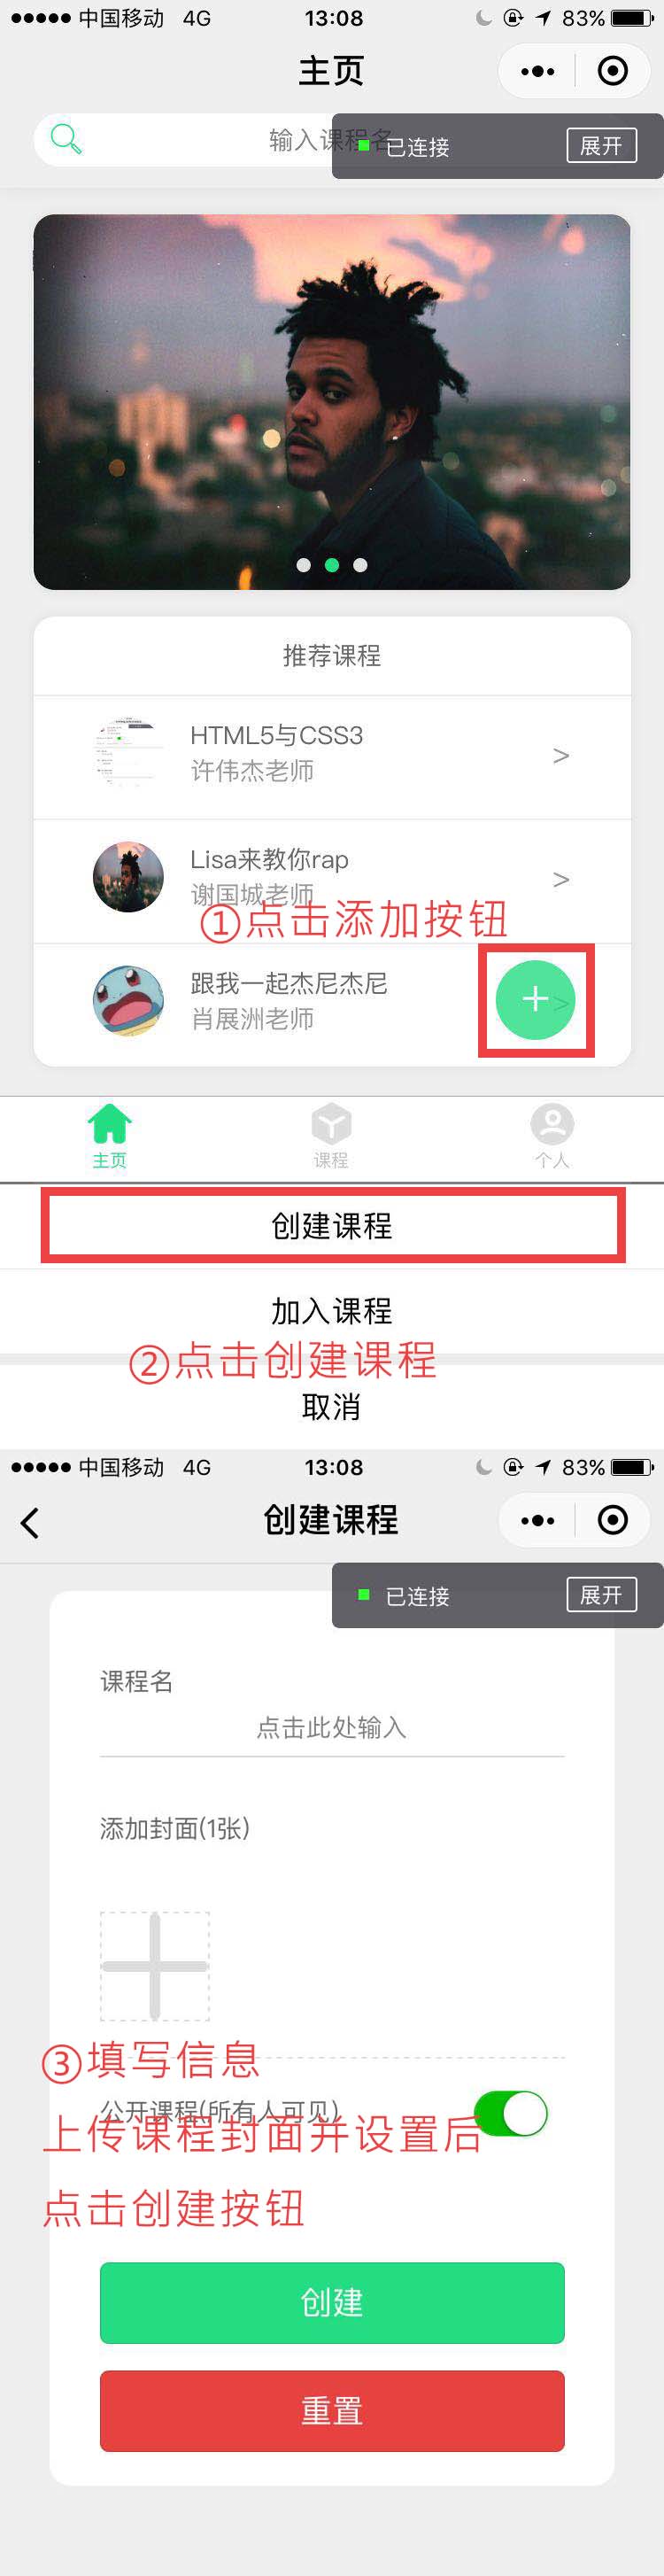 中国移动 4G 13:08 83%
主页
输入课程名
已连接 展开
推荐课程
HTML5与CSS3
许伟杰老师
>
Lisa来教你rap
谢国城老师
>
①点击添加按钮
跟我一起杰尼杰尼
肖展洲老师
+ >
主页 课程 个人
创建课程
加入课程
②点击创建课程
取消
中国移动 4G 13:08 83%
创建课程
已连接 展开
课程名
点击此处输入
添加封面(1张)
③填写信息
公开课程(所有人可见)
上传课程封面并设置后
点击创建按钮
创建
重置